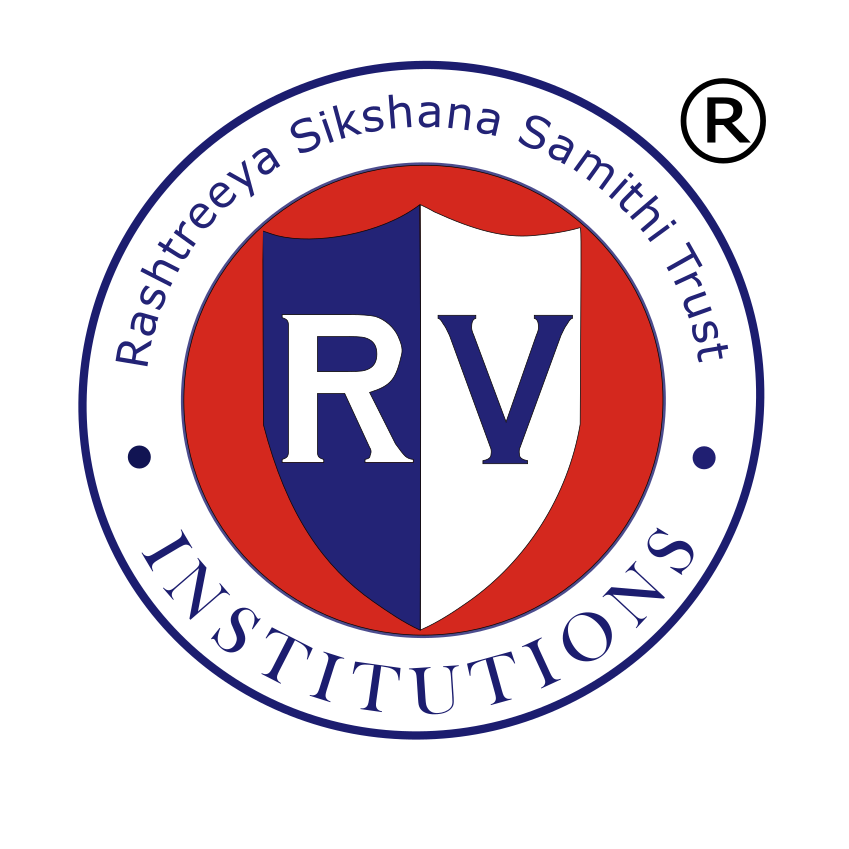 Rashtreeya Sikshana Samithi Trust
®
RV
INSTITUTIONS